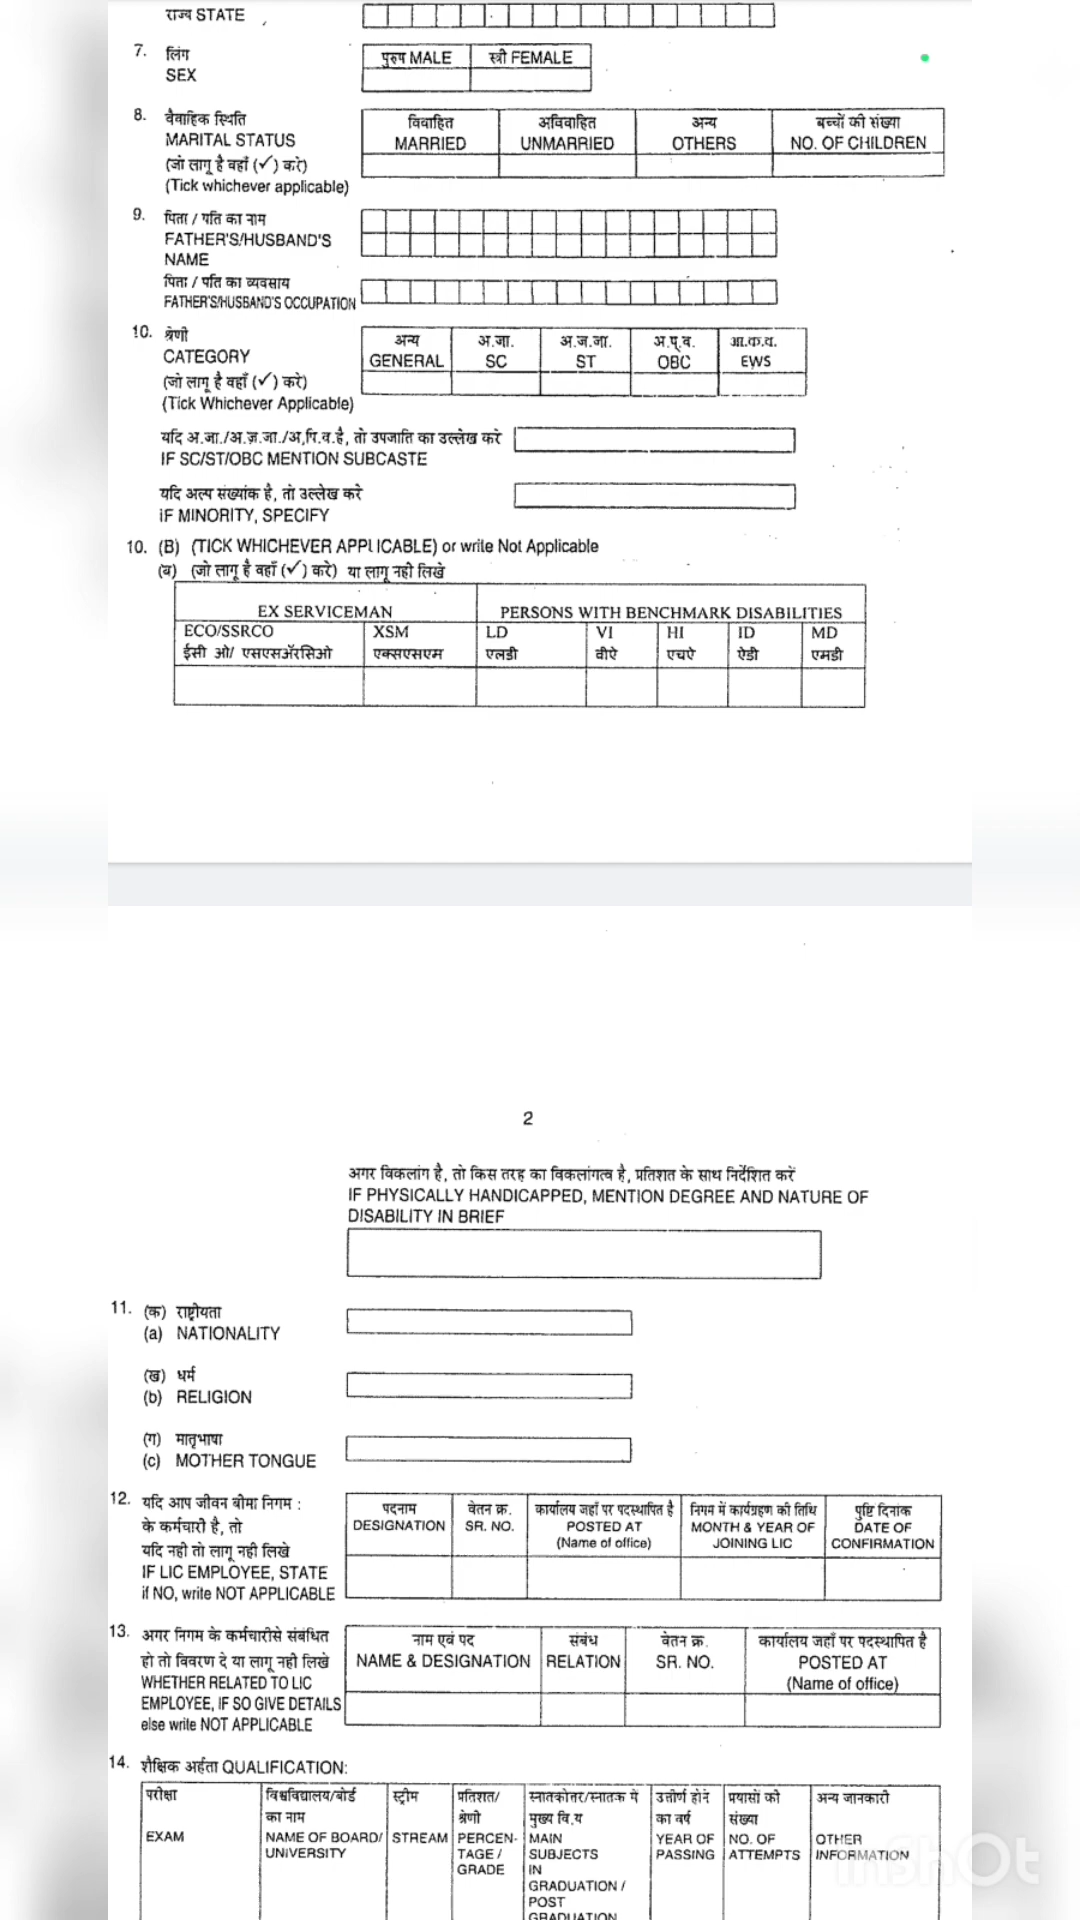 राज्य STATE
7. लिंग
SEX
पुरुष MALE स्त्री FEMALE
8. वैवाहिक स्थिति
MARITAL STATUS
(जो लागू है वहाँ (✓) करे)
(Tick whichever applicable)
विवाहित अविवाहित अन्य बच्चों की संख्या
MARRIED UNMARRIED OTHERS NO. OF CHILDREN
9. पिता / पति का नाम
FATHER'S/HUSBAND'S
NAME
पिता / पति का व्यवसाय
FATHER'S/HUSBAND'S OCCUPATION
10. श्रेणी
CATEGORY
(जो लागू है वहाँ (✓) करे)
(Tick Whichever Applicable)
अन्य अ.जा. अ.ज.जा. अ.प्.व. आ.क.व.
GENERAL SC ST OBC EWS
यदि अ.जा./अ.ज़.जा./अ,पि.व.है, तो उपजाति का उल्लेख करे
IF SC/ST/OBC MENTION SUBCASTE
यदि अल्प संख्यांक है, तो उल्लेख करे
IF MINORITY, SPECIFY
10. (B) (TICK WHICHEVER APPLICABLE) or write Not Applicable
(ब) (जो लागू है वहाँ (✓) करे) या लागू नही लिखे
EX SERVICEMAN PERSONS WITH BENCHMARK DISABILITIES
ECO/SSRCO XSM LD VI HI ID MD
ईसी ओ/ एसएसऑरसिओ एक्सएसएम एलडी वीऐ एचऐ ऐडी एमडी
2
अगर विकलांग है, तो किस तरह का विकलांगत्व है, प्रतिशत के साथ निर्देशित करें
IF PHYSICALLY HANDICAPPED, MENTION DEGREE AND NATURE OF
DISABILITY IN BRIEF
11. (क) राष्ट्रीयता
(a) NATIONALITY
(ख) धर्म
(b) RELIGION
(ग) मातृभाषा
(c) MOTHER TONGUE
12. यदि आप जीवन बीमा निगम :
के कर्मचारी है, तो
यदि नही तो लागू नही लिखे
IF LIC EMPLOYEE, STATE
if NO, write NOT APPLICABLE
पदनाम वेतन क्र. कार्यालय जहाँ पर पदस्थापित है निगम में कार्यग्रहण की तिथि पुष्टि दिनांक
DESIGNATION SR. NO. POSTED AT MONTH & YEAR OF DATE OF
(Name of office) JOINING LIC CONFIRMATION
13. अगर निगम के कर्मचारीसे संबंधित
हो तो विवरण दे या लागू नही लिखे
WHETHER RELATED TO LIC
EMPLOYEE, IF SO GIVE DETAILS
else write NOT APPLICABLE
नाम एवं पद संबंध वेतन क्र. कार्यालय जहाँ पर पदस्थापित है
NAME & DESIGNATION RELATION SR. NO. POSTED AT
(Name of office)
14. शैक्षिक अर्हता QUALIFICATION:
परीक्षा विश्वविद्यालय/बोर्ड स्ट्रीम प्रतिशत/ स्नातकोत्तर/स्नातक में उत्तीर्ण होने प्रयासों की अन्य जानकारी
का नाम श्रेणी मुख्य वि.य का वर्ष संख्या
EXAM NAME OF BOARD/ STREAM PERCEN- MAIN YEAR OF NO. OF OTHER
UNIVERSITY TAGE / SUBJECTS PASSING ATTEMPTS INFORMATION
GRADE IN
GRADUATION /
POST
GRADUATION
InShOt